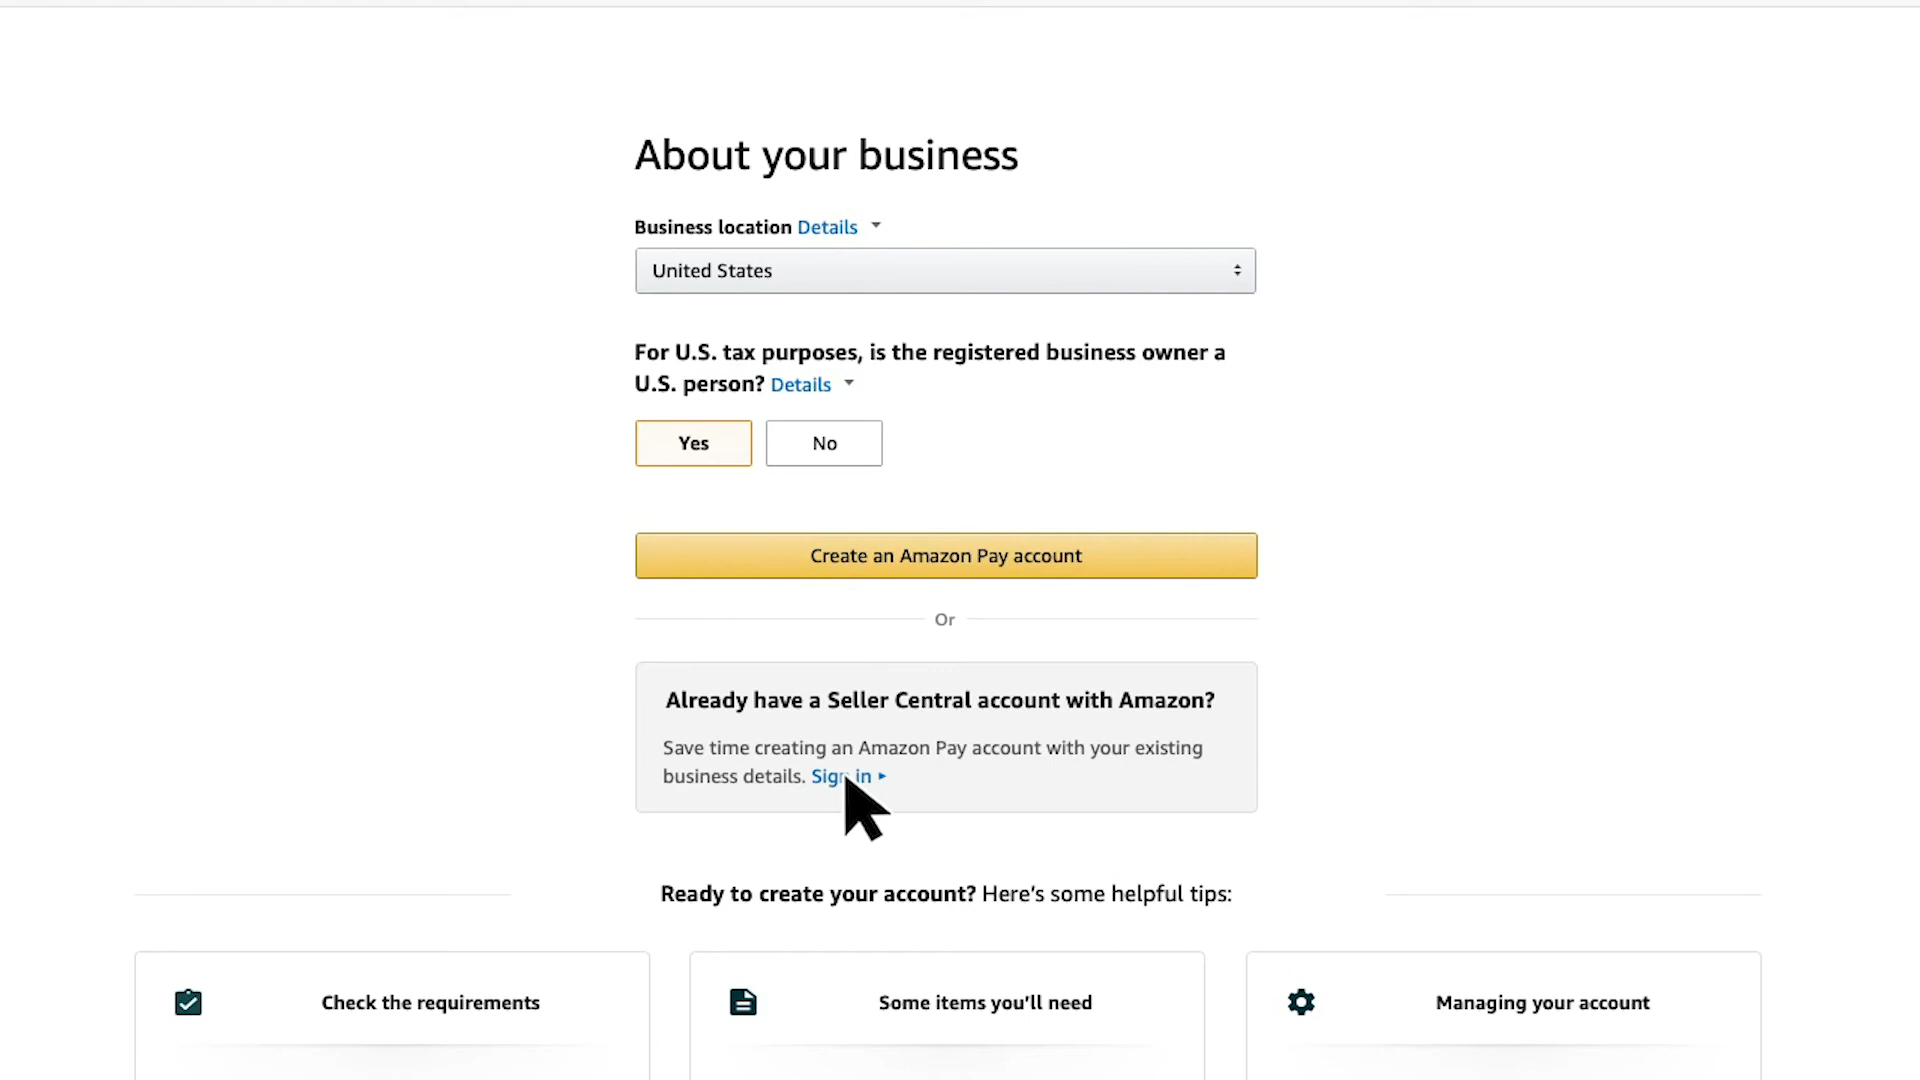 About your business
Business location Details
United States
For U.S. tax purposes, is the registered business owner a
U.S. person? Details
Yes
No
Create an Amazon Pay account
Or
Already have a Seller Central account with Amazon?
Save time creating an Amazon Pay account with your existing
business details. Sign in
Ready to create your account? Here's some helpful tips:
Check the requirements
Some items you'll need
Managing your account